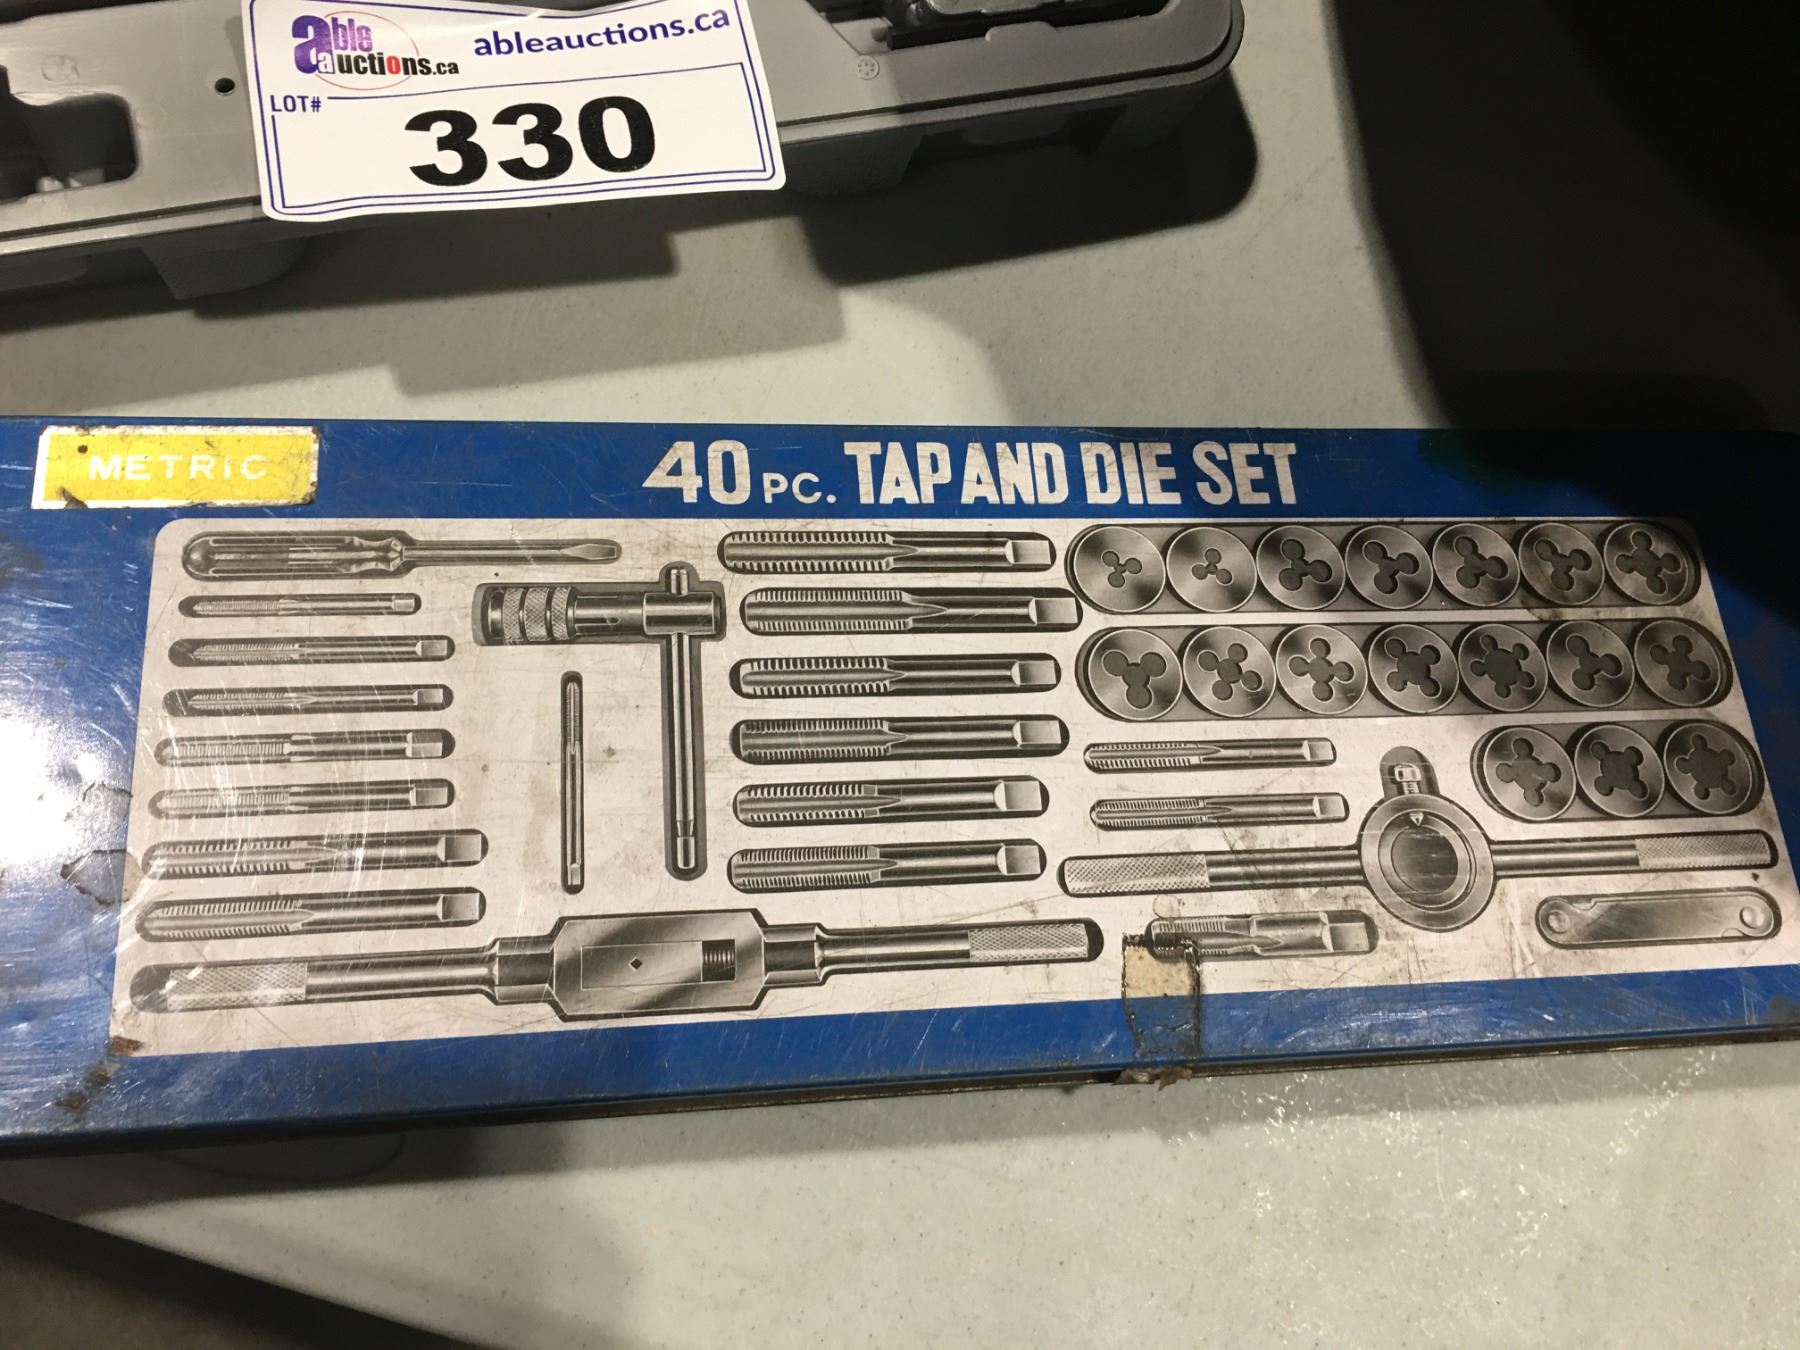 able
auctions.ca
ableauctions.ca
LOT#
330
METRIC
40 PC. TAP AND DIE SET